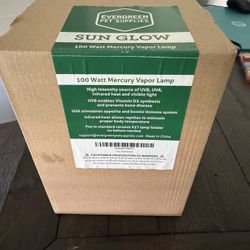 EVERGREEN
PET SUPPLIES
SUN GLOW
100 Watt Mercury Vapor Lamp
100 Watt Mercury Vapor Lamp
High intensity source of UVB, UVA,
infrared heat and visible light
UVB enables Vitamin D3 synthesis
and prevents bone disease
UVA stimulates appetite and boosts immune system
Infrared heat allows reptiles to maintain
proper body temperature
Fits in standard ceramic E27 lamp holder
no ballast needed
support@evergreenpetsupplies.com Made in China
CALIFORNIA PROPOSITION 65 WARNING